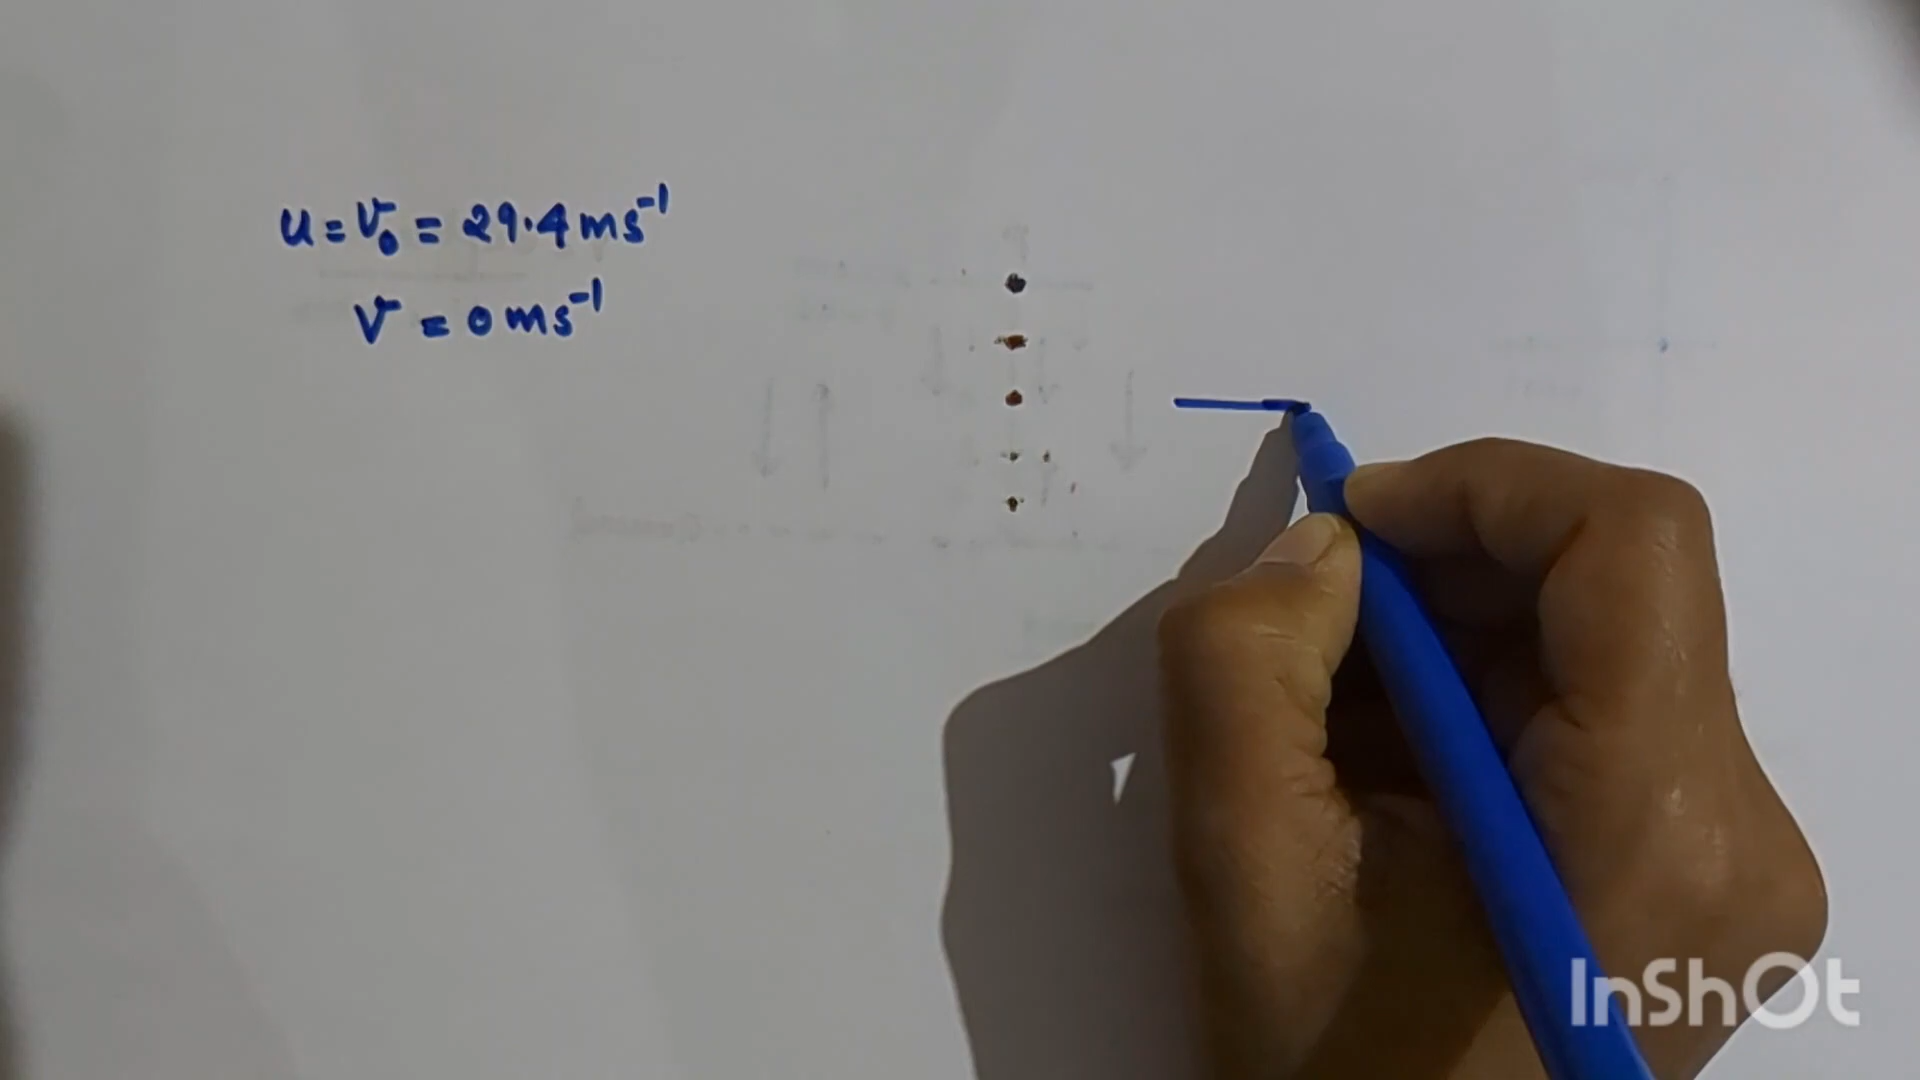 u = v₀ = 29.4 ms⁻¹
v = 0 ms⁻¹
InShOt